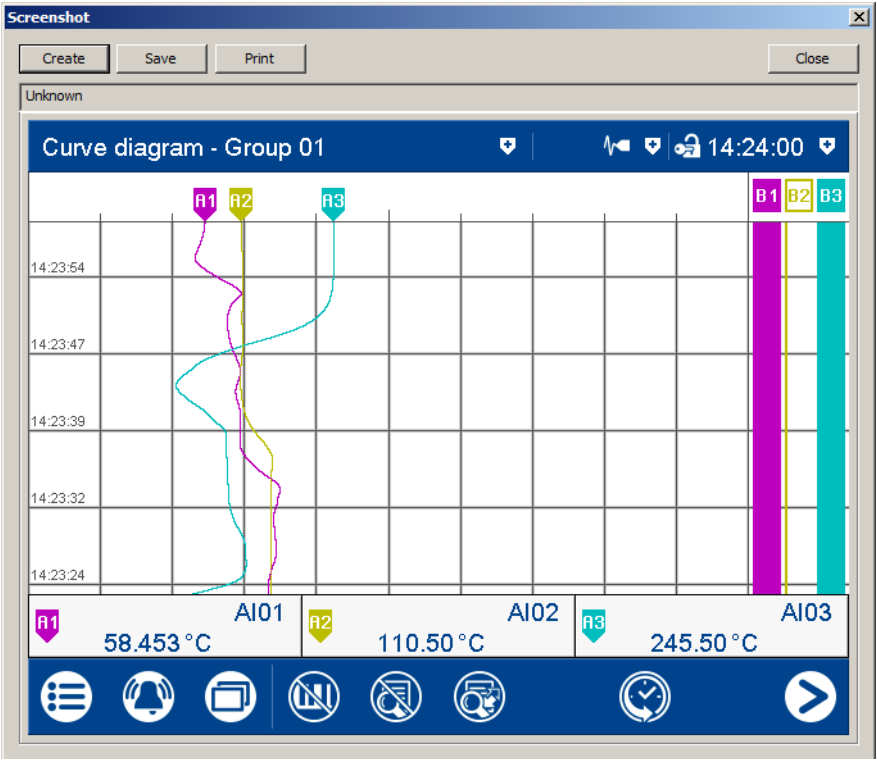 Screenshot
Create Save Print Close
Unknown
Curve diagram - Group 01 14:24:00
A1 A2 A3 B1 B2 B3
14:23:54
14:23:47
14:23:39
14:23:32
14:23:24
A1 AI01 A2 AI02 A3 AI03
58.453 °C 110.50 °C 245.50 °C